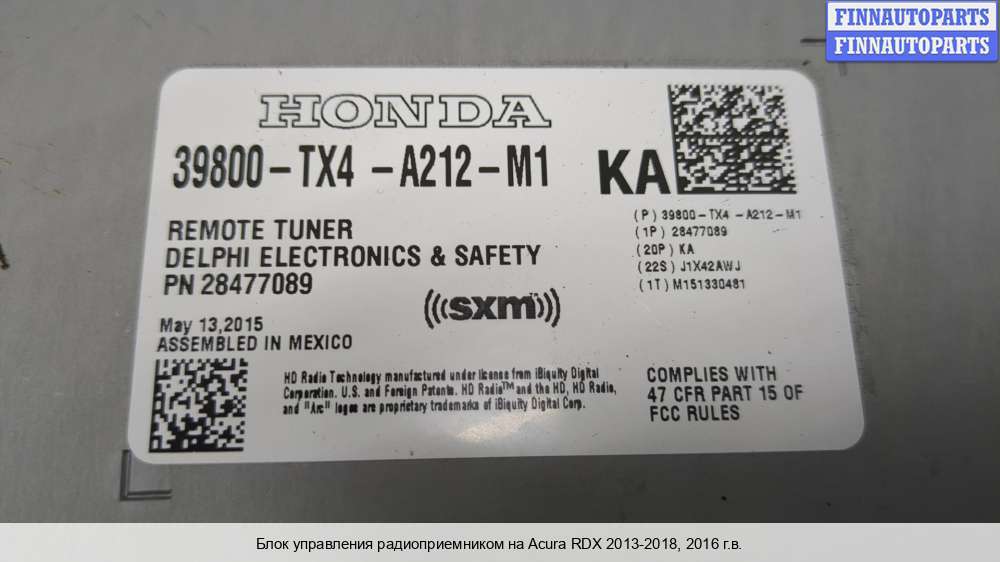 FINNAUTOPARTS
FINNAUTOPARTS
HONDA
39800-TX4 -A212-M1
KA
(P) 39800-TX4 -A212-M1
(1P) 28477089
(20P) KA
(22S) J1X42AWJ
(1T) M151330481
REMOTE TUNER
DELPHI ELECTRONICS & SAFETY
PN 28477089
(((sxm™)))
May 13,2015
ASSEMBLED IN MEXICO
HD Radio Technology manufactured under license from iBiquity Digital
Corporation. U.S. and Foreign Patents. HD Radio™ and the HD, HD Radio,
and "Arc" logos are proprietary trademarks of iBiquity Digital Corp.
COMPLIES WITH
47 CFR PART 15 OF
FCC RULES
Блок управления радиоприемником на Acura RDX 2013-2018, 2016 г.в.